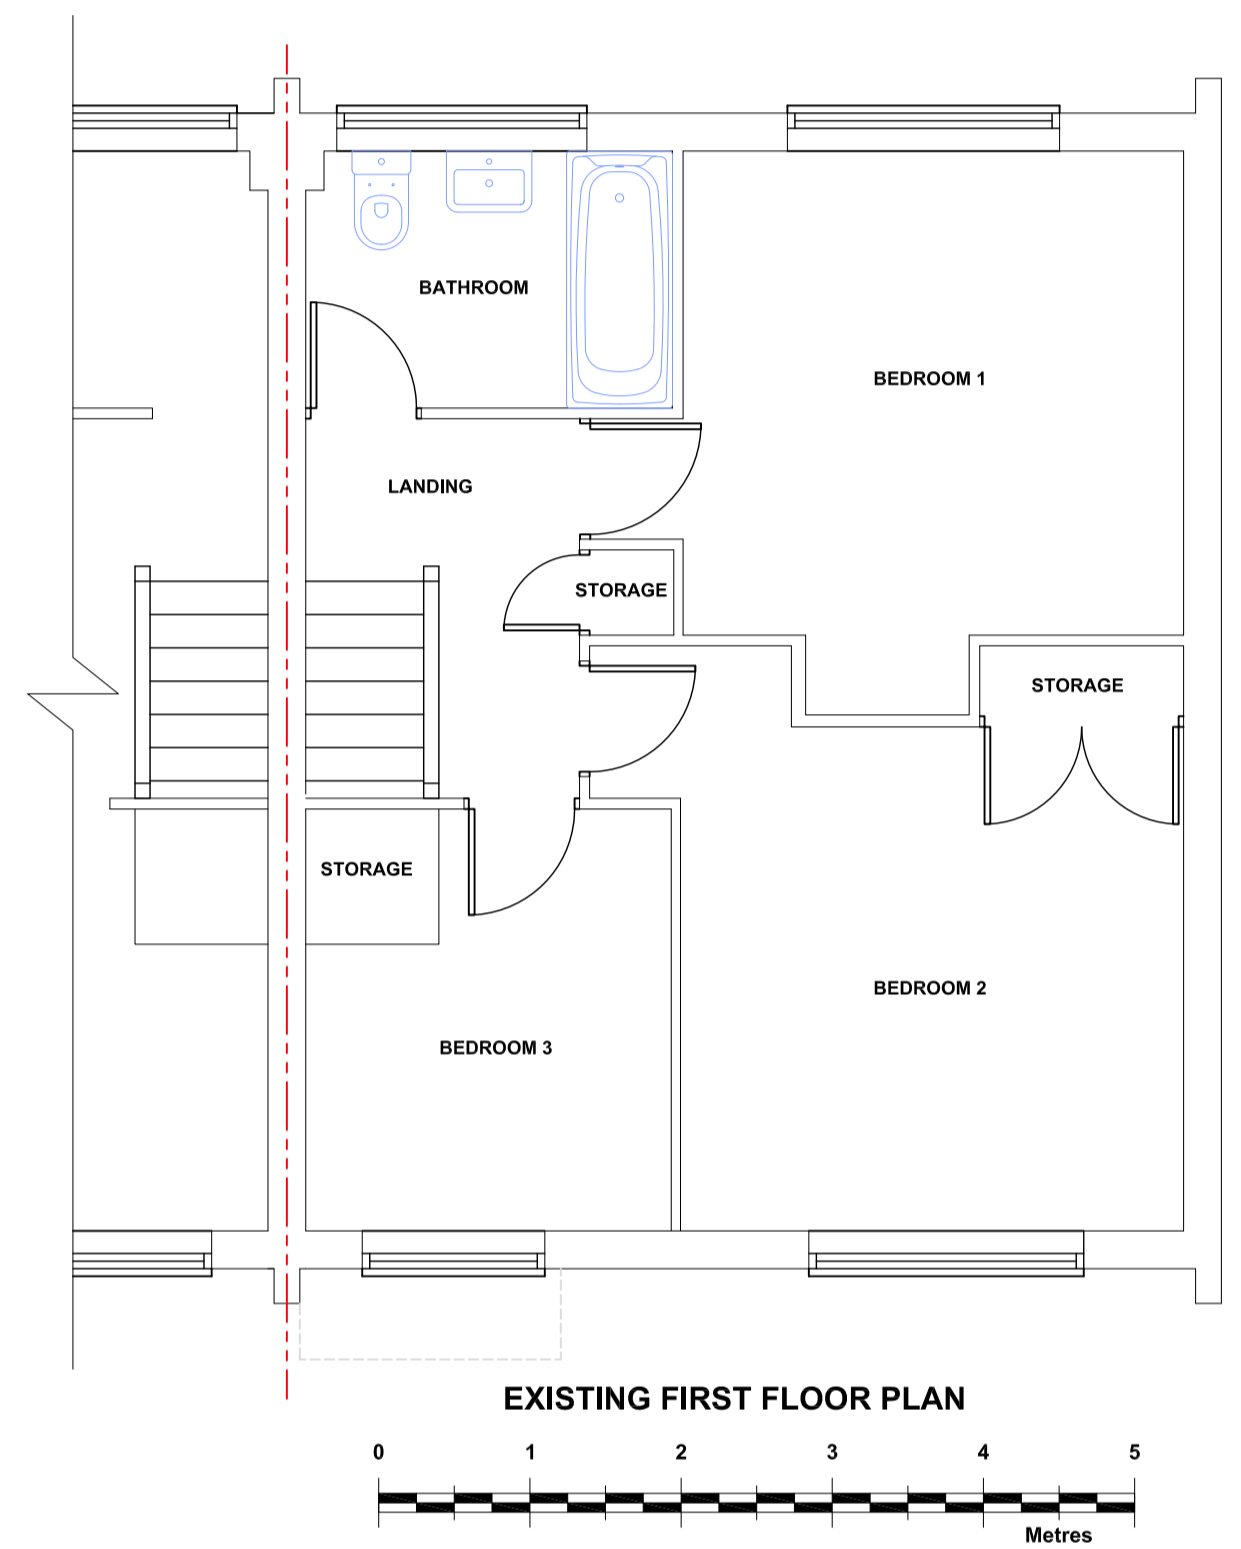 BATHROOM
BEDROOM 1
LANDING
STORAGE
STORAGE
STORAGE
BEDROOM 2
BEDROOM 3
EXISTING FIRST FLOOR PLAN
0 1 2 3 4 5
Metres